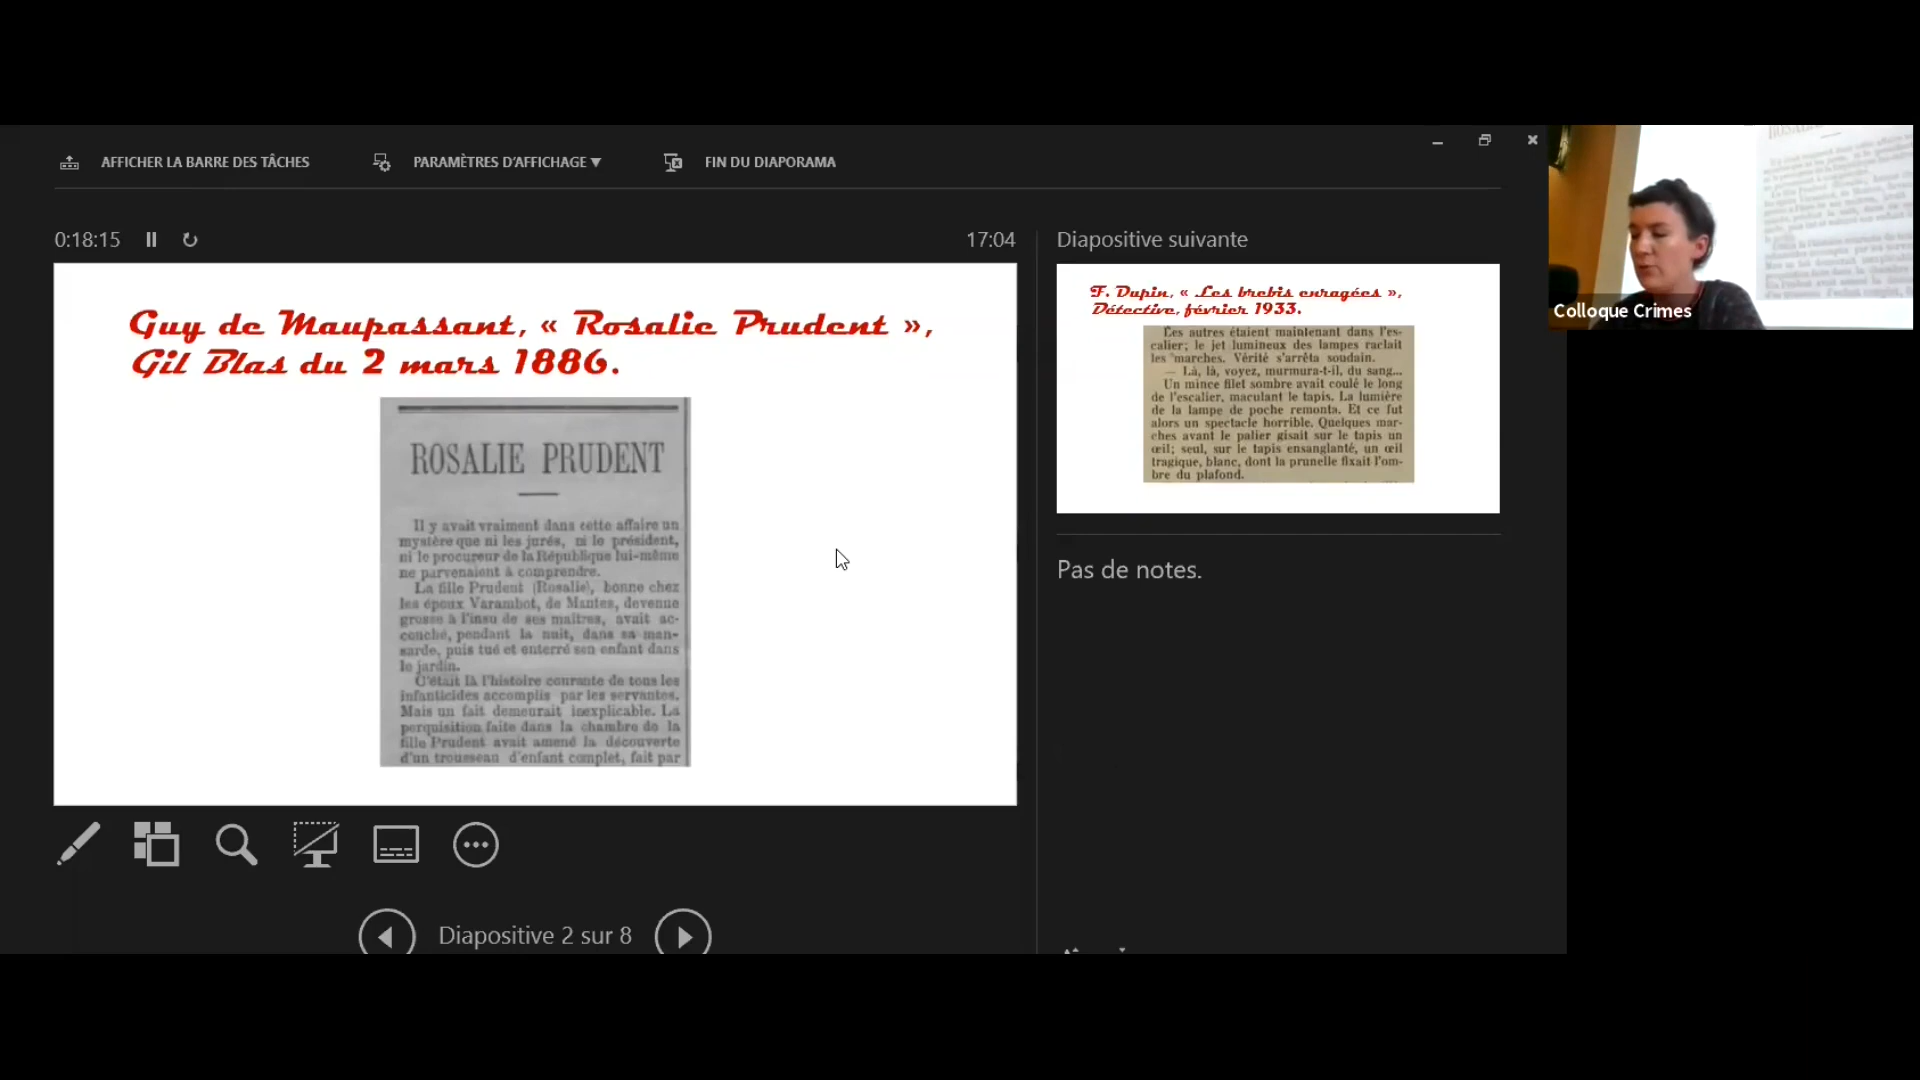 AFFICHER LA BARRE DES TÂCHES
PARAMÈTRES D'AFFICHAGE ▼
FIN DU DIAPORAMA
0:18:15
17:04
Guy de Maupassant, « Rosalie Prudent »,
Gil Blas du 2 mars 1886.
ROSALIE PRUDENT
Il y avait vraiment dans cette affaire un
mystère que ni les jurés, ni le président,
ni le procureur de la République lui-même
ne parvenaient à comprendre.
La fille Prudent (Rosalie), bonne chez
les époux Varambot, de Mantes, devenue
grosse à l'insu de ses maîtres, avait ac-
couché, pendant la nuit, dans sa man-
sarde, puis tué et enterré son enfant dans
le jardin.
C'était là l'histoire courante de tous les
infanticides accomplis par les servantes.
Mais un fait demeurait inexplicable. La
perquisition faite dans la chambre de la
fille Prudent avait amené la découverte
d'un trousseau d'enfant complet, fait par
Diapositive 2 sur 8
Diapositive suivante
F. Dupin, « Les brebis enragées »,
Détective, février 1933.
Les autres étaient maintenant dans l'es-
calier; le jet lumineux des lampes raclait
les marches. Vérité s'arrêta soudain.
— Là, là, voyez, murmura-t-il, du sang...
Un mince filet sombre avait coulé le long
de l'escalier, maculant le tapis. La lumière
de la lampe de poche remonta. Et ce fut
alors un spectacle horrible. Quelques mar-
ches avant le palier gisait sur le tapis un
œil; seul, sur le tapis ensanglanté, un œil
tragique, blanc, dont la prunelle fixait l'om-
bre du plafond.
Pas de notes.
Colloque Crimes